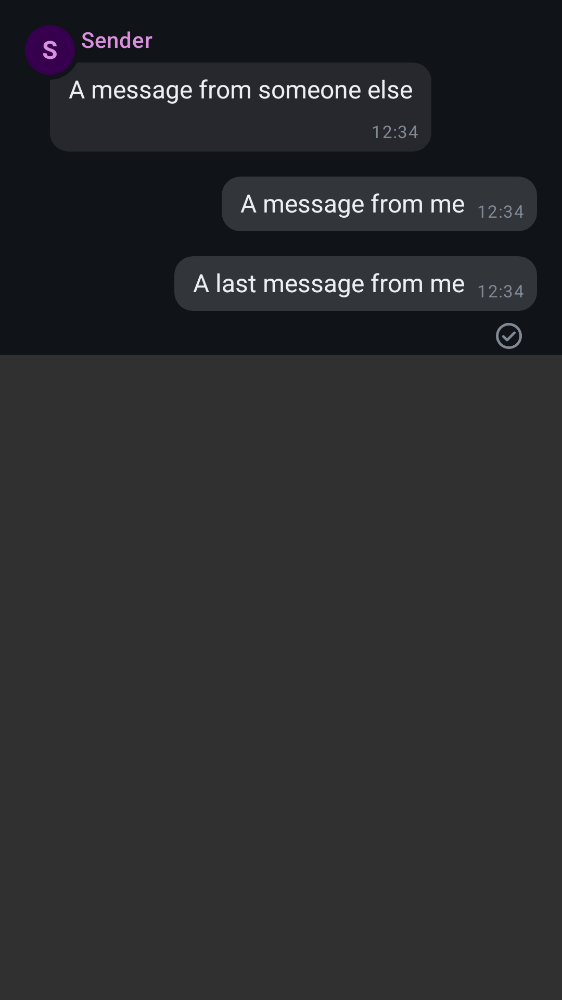 S Sender
A message from someone else
12:34
A message from me 12:34
A last message from me 12:34